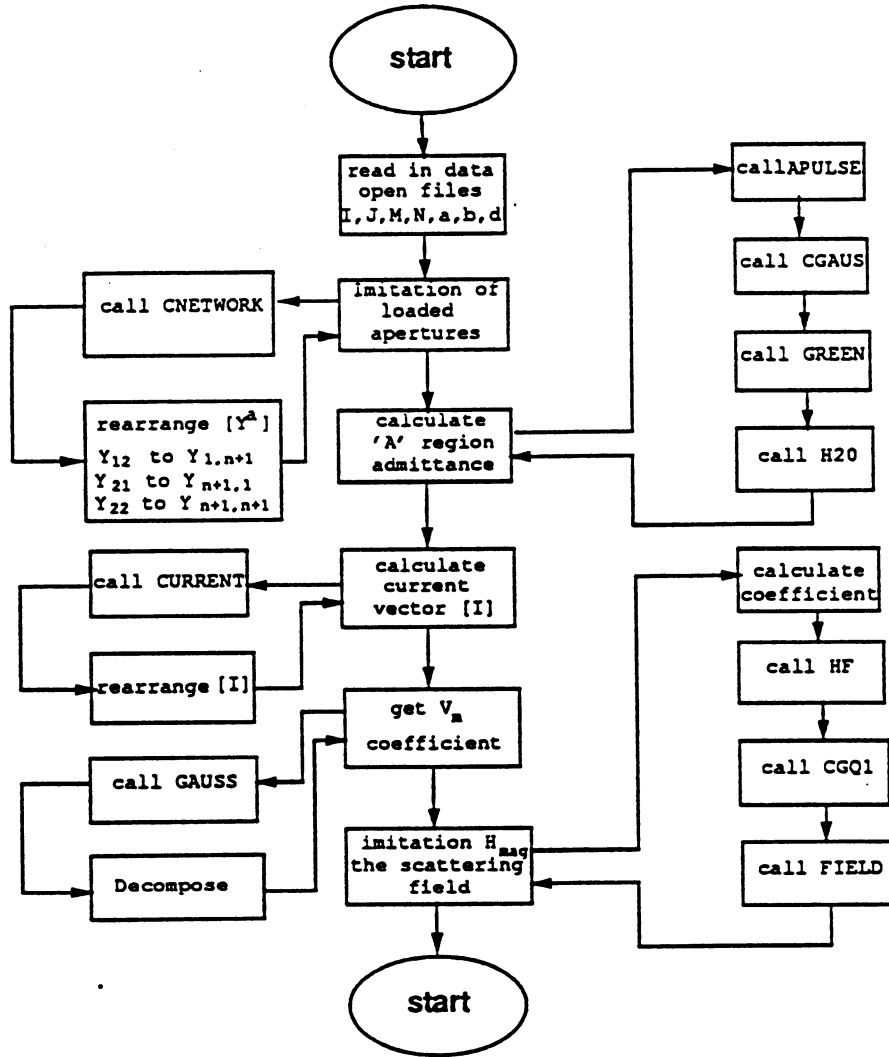 start
read in data
open files
I,J,M,N,a,b,d
imitation of
loaded
apertures
call CNETWORK
rearrange [Yᵃ]
Y₁₂ to Y₁,ₙ₊₁
Y₂₁ to Yₙ₊₁,₁
Y₂₂ to Yₙ₊₁,ₙ₊₁
calculate
'A' region
admittance
callAPULSE
call CGAUS
call GREEN
call H20
calculate
current
vector [I]
call CURRENT
rearrange [I]
get Vₘ
coefficient
call GAUSS
Decompose
imitation Hmag
the scattering
field
calculate
coefficient
call HF
call CGQ1
call FIELD
start